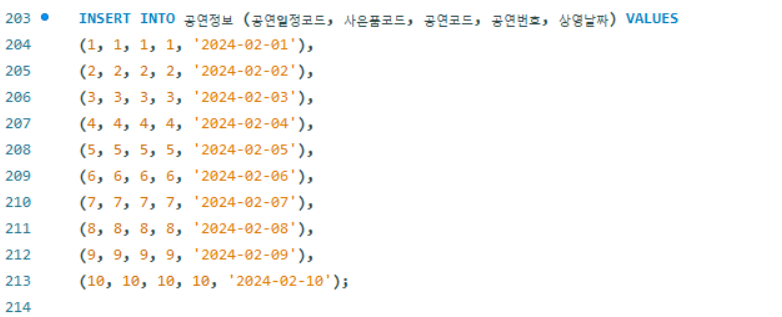 203 INSERT INTO 공연정보 (공연일정코드, 사은품코드, 공연코드, 공연번호, 상영날짜) VALUES
204 (1, 1, 1, 1, '2024-02-01'),
205 (2, 2, 2, 2, '2024-02-02'),
206 (3, 3, 3, 3, '2024-02-03'),
207 (4, 4, 4, 4, '2024-02-04'),
208 (5, 5, 5, 5, '2024-02-05'),
209 (6, 6, 6, 6, '2024-02-06'),
210 (7, 7, 7, 7, '2024-02-07'),
211 (8, 8, 8, 8, '2024-02-08'),
212 (9, 9, 9, 9, '2024-02-09'),
213 (10, 10, 10, 10, '2024-02-10');
214